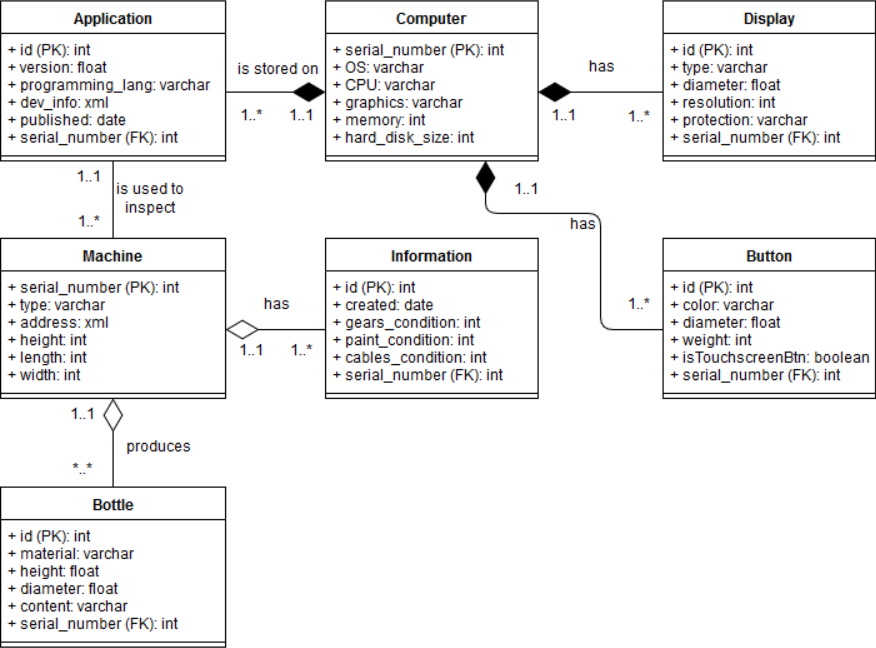 Application
+ id (PK): int
+ version: float
+ programming_lang: varchar
+ dev_info: xml
+ published: date
+ serial_number (FK): int
is stored on
1..*
1..1
Computer
+ serial_number (PK): int
+ OS: varchar
+ CPU: varchar
+ graphics: varchar
+ memory: int
+ hard_disk_size: int
has
1..1
1..*
Display
+ id (PK): int
+ type: varchar
+ diameter: float
+ resolution: int
+ protection: varchar
+ serial_number (FK): int
1..1
is used to
inspect
1..*
1..1
has
1..*
Machine
+ serial_number (PK): int
+ type: varchar
+ address: xml
+ height: int
+ length: int
+ width: int
has
1..1
1..*
Information
+ id (PK): int
+ created: date
+ gears_condition: int
+ paint_condition: int
+ cables_condition: int
+ serial_number (FK): int
Button
+ id (PK): int
+ color: varchar
+ diameter: float
+ weight: int
+ isTouchscreenBtn: boolean
+ serial_number (FK): int
1..1
produces
*..*
Bottle
+ id (PK): int
+ material: varchar
+ height: float
+ diameter: float
+ content: varchar
+ serial_number (FK): int